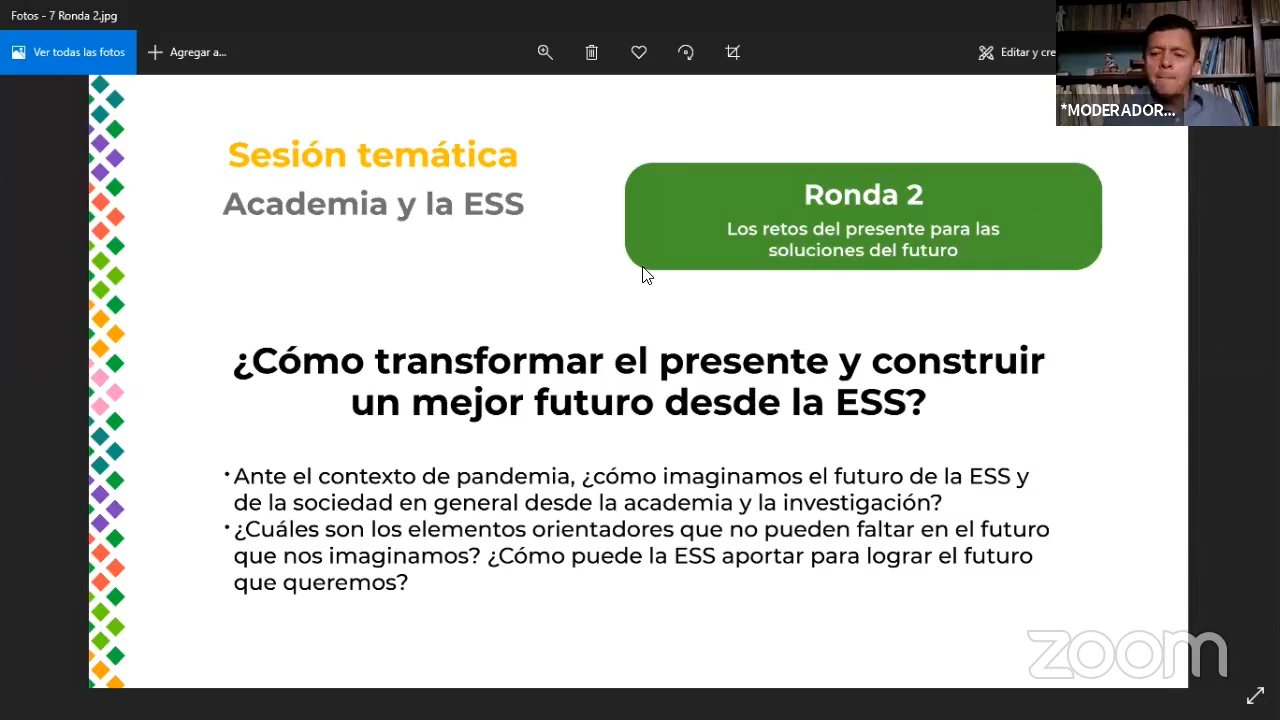 Fotos - 7 Ronda 2.jpg
Ver todas las fotos
Agregar a...
Editar y cre
*MODERADOR...
Sesión temática
Academia y la ESS
Ronda 2
Los retos del presente para las
soluciones del futuro
¿Cómo transformar el presente y construir
un mejor futuro desde la ESS?
• Ante el contexto de pandemia, ¿cómo imaginamos el futuro de la ESS y
de la sociedad en general desde la academia y la investigación?
• ¿Cuáles son los elementos orientadores que no pueden faltar en el futuro
que nos imaginamos? ¿Cómo puede la ESS aportar para lograr el futuro
que queremos?
zoom